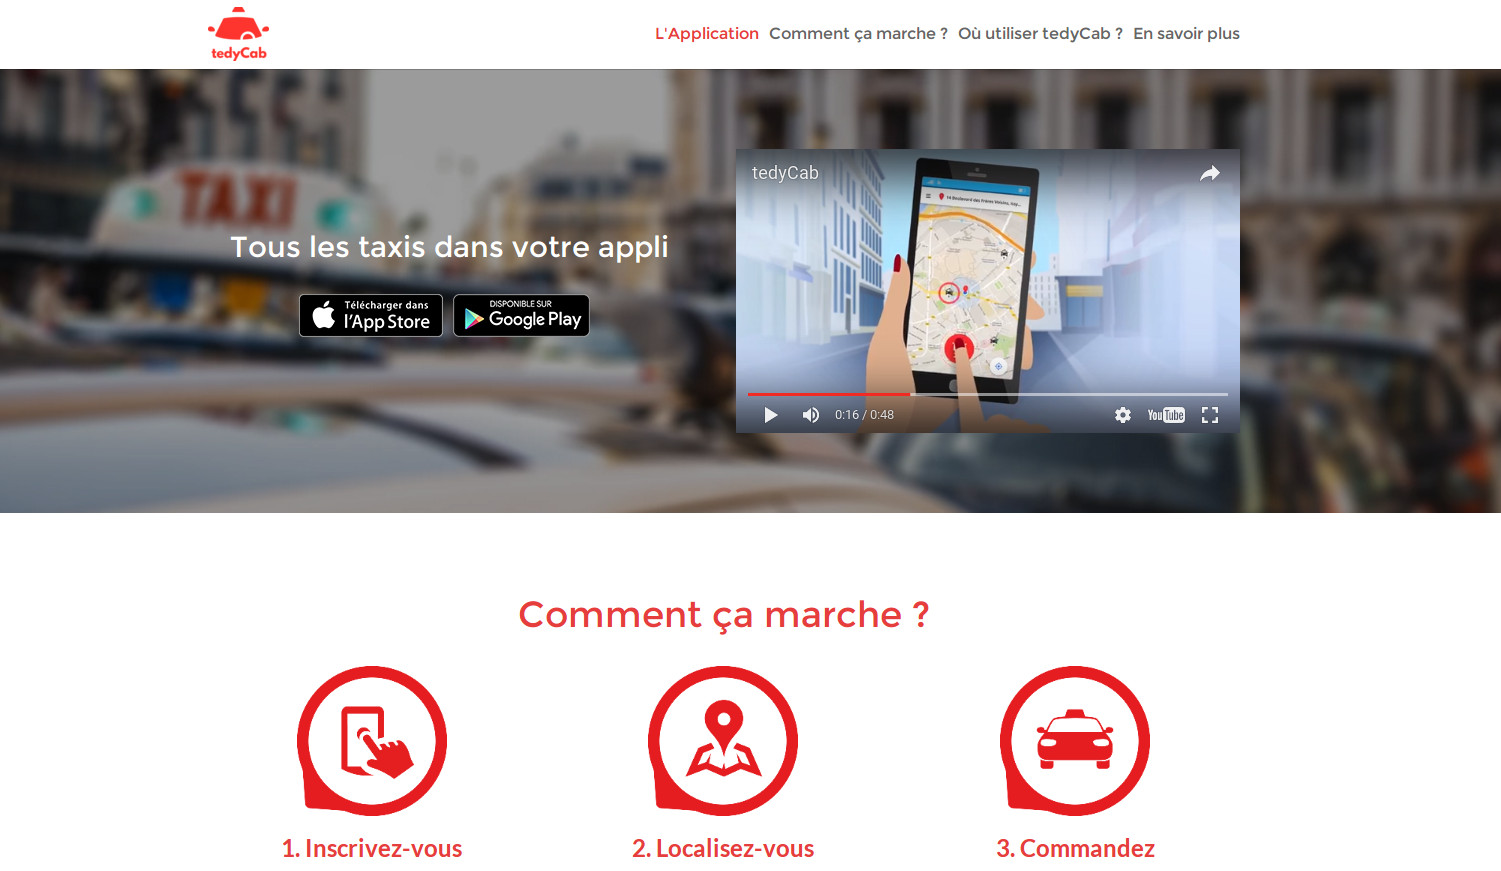 tedyCab
L'Application Comment ça marche ? Où utiliser tedyCab ? En savoir plus
TAXI
Tous les taxis dans votre appli
Télécharger dans
l'App Store
DISPONIBLE SUR
Google Play
tedyCab
0:16 / 0:48
YouTube
Comment ça marche ?
1. Inscrivez-vous
2. Localisez-vous
3. Commandez